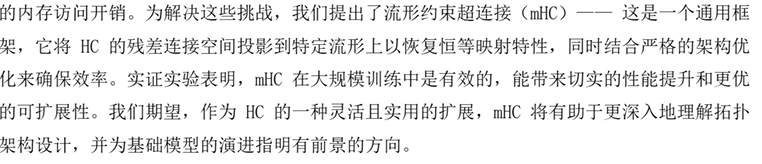 的内存访问开销。为解决这些挑战，我们提出了流形约束超连接（mHC）—— 这是一个通用框
架，它将 HC 的残差连接空间投影到特定流形上以恢复恒等映射特性，同时结合严格的架构优
化来确保效率。实证实验表明，mHC 在大规模训练中是有效的，能带来切实的性能提升和更优
的可扩展性。我们期望，作为 HC 的一种灵活且实用的扩展，mHC 将有助于更深入地理解拓扑
架构设计，并为基础模型的演进指明有前景的方向。